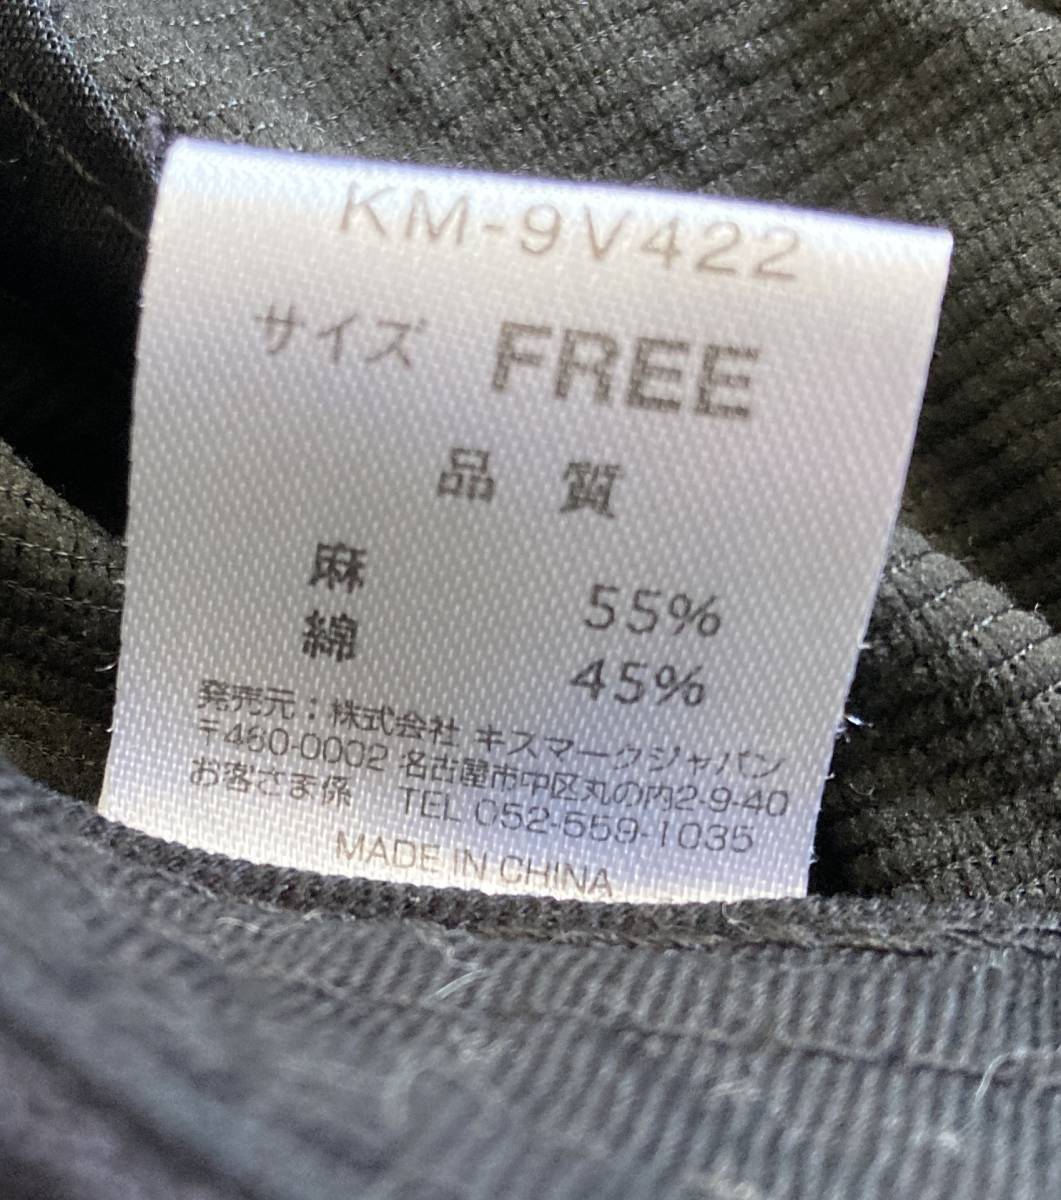 KM-9V422
サイズ FREE
品 質
麻 55%
綿 45%
発売元：株式会社 キスマークジャパン
〒460-0002 名古屋市中区丸の内2-9-40
お客さま係 TEL 052-559-1035
MADE IN CHINA